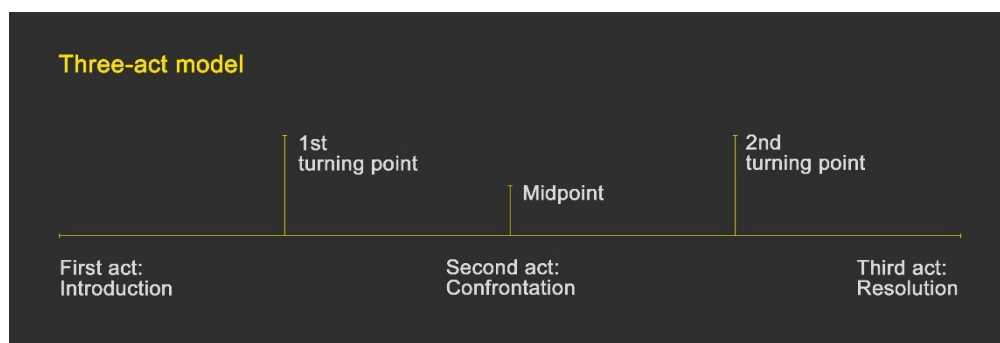 Three-act model
1st
turning point
Midpoint
2nd
turning point
First act:
Introduction
Second act:
Confrontation
Third act:
Resolution